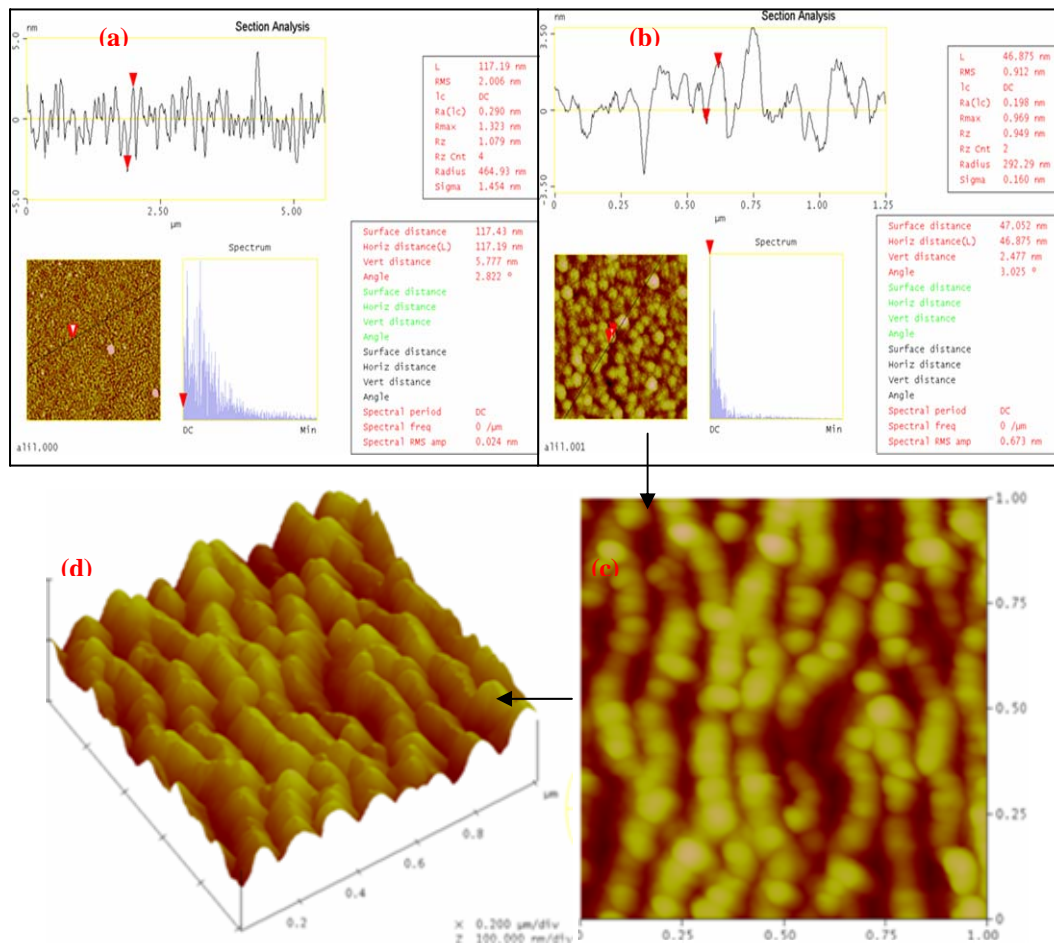 Section Analysis
nm
(a)
5.0
0
-5.0
0
2.50
5.00
µm
L 117.19 nm
RMS 2.006 nm
lc DC
Ra(lc) 0.290 nm
Rmax 1.323 nm
Rz 1.079 nm
Rz Cnt 4
Radius 464.93 nm
Sigma 1.454 nm
Spectrum
DC
Min
Surface distance 117.43 nm
Horiz distance(L) 117.19 nm
Vert distance 5.777 nm
Angle 2.822 °
Surface distance
Horiz distance
Vert distance
Angle
Surface distance
Horiz distance
Vert distance
Angle
Spectral period DC
Spectral freq 0 /µm
Spectral RMS amp 0.024 nm
ali1.000
Section Analysis
nm
(b)
3.50
0
-3.50
0
0.25
0.50
0.75
1.00
1.25
µm
L 46.875 nm
RMS 0.912 nm
lc DC
Ra(lc) 0.198 nm
Rmax 0.969 nm
Rz 0.949 nm
Rz Cnt 2
Radius 292.29 nm
Sigma 0.160 nm
Spectrum
DC
Min
Surface distance 47.052 nm
Horiz distance(L) 46.875 nm
Vert distance 2.477 nm
Angle 3.025 °
Surface distance
Horiz distance
Vert distance
Angle
Surface distance
Horiz distance
Vert distance
Angle
Spectral period DC
Spectral freq 0 /µm
Spectral RMS amp 0.673 nm
ali1.001
(d)
0.2
0.4
0.6
0.8
µm
X 0.200 µm/div
Z 100.000 nm/div
(c)
1.00
0.75
0.50
0.25
0
0
0.25
0.50
0.75
1.00